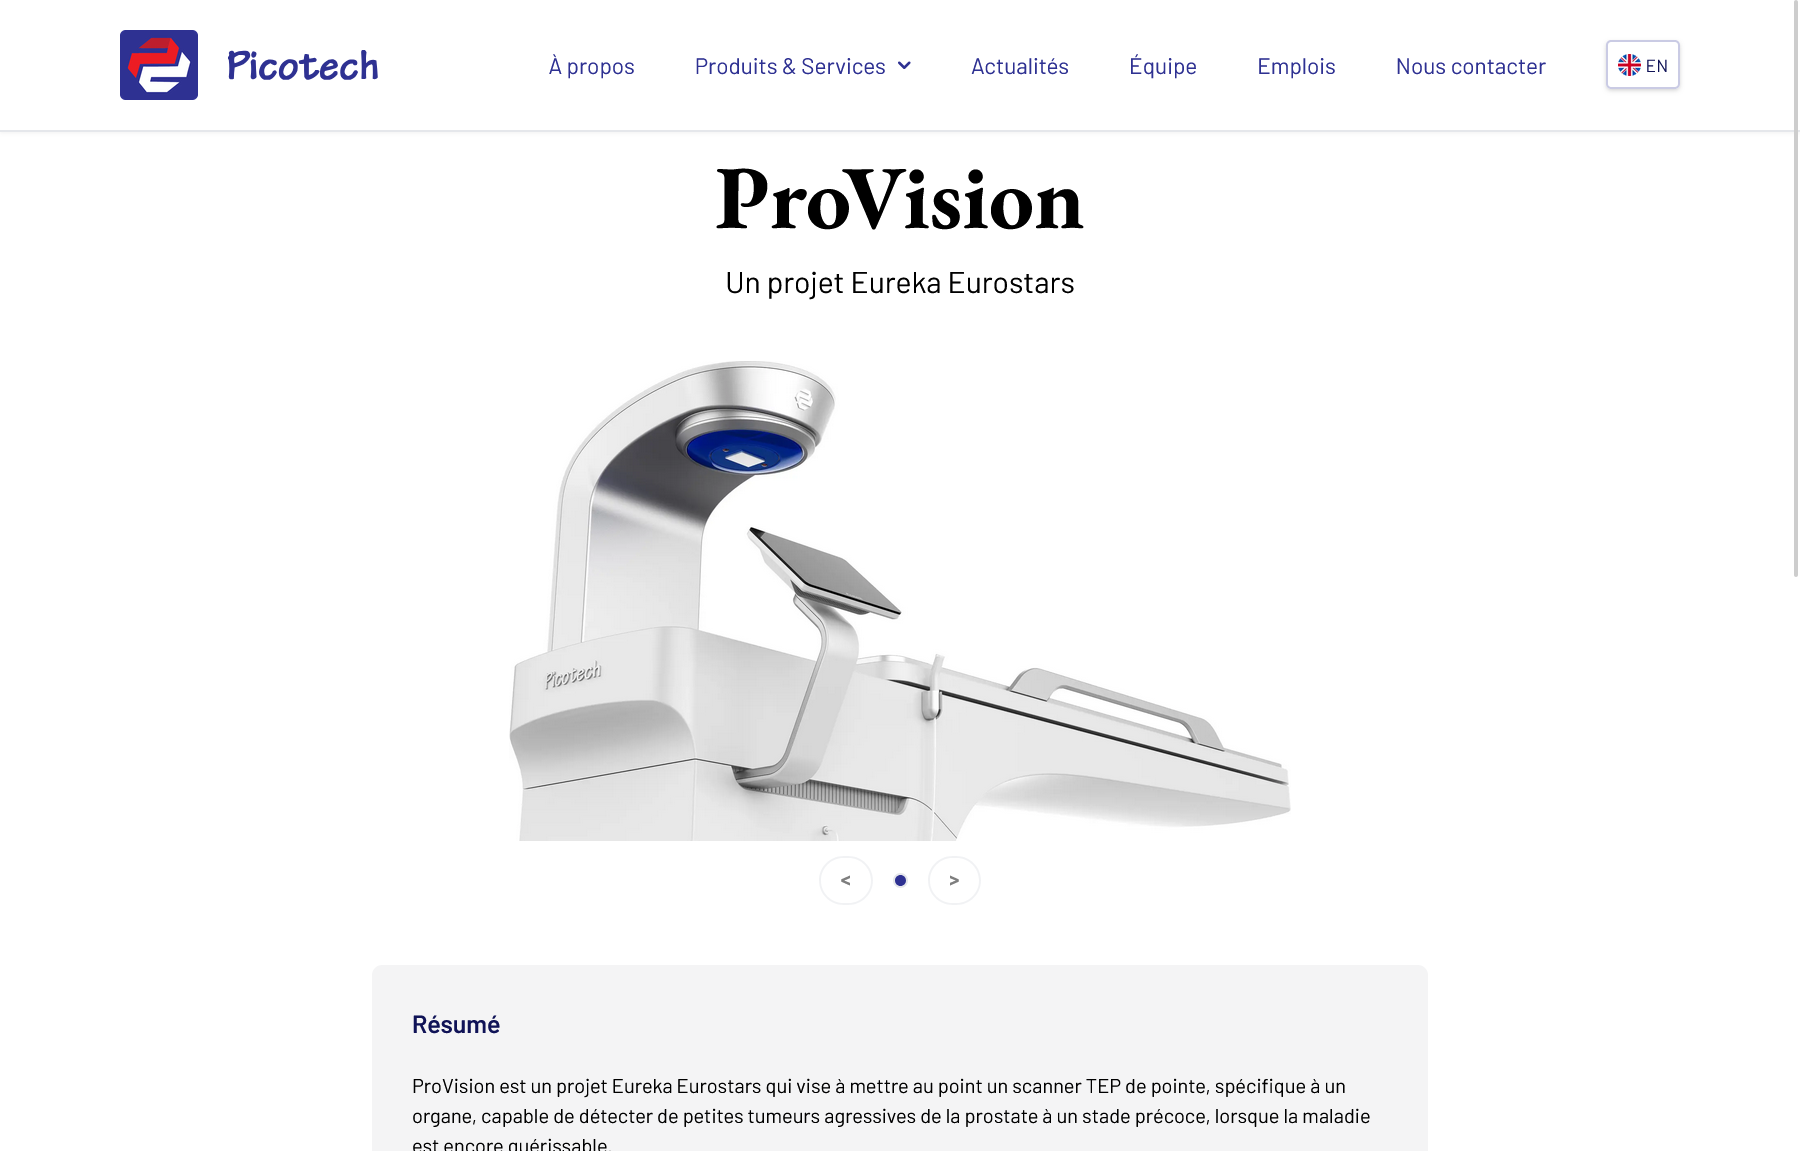 Picotech
À propos
Produits & Services
Actualités
Équipe
Emplois
Nous contacter
EN
ProVision
Un projet Eureka Eurostars
Picotech
<
>
Résumé
ProVision est un projet Eureka Eurostars qui vise à mettre au point un scanner TEP de pointe, spécifique à un
organe, capable de détecter de petites tumeurs agressives de la prostate à un stade précoce, lorsque la maladie
est encore guérissable.